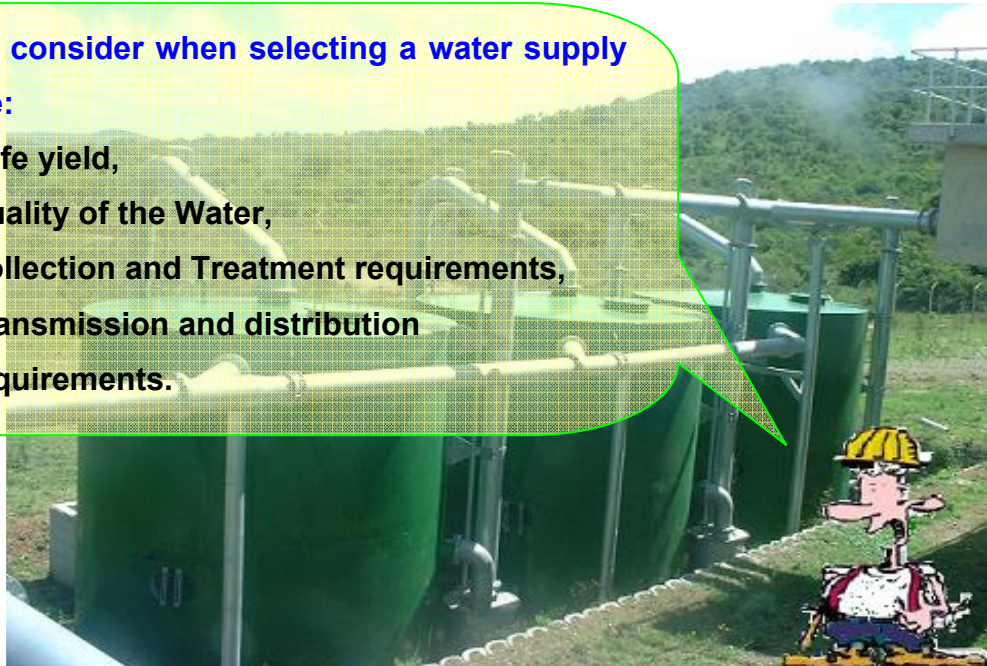 consider when selecting a water supply
e:
fe yield,
uality of the Water,
ollection and Treatment requirements,
ansmission and distribution
quirements.